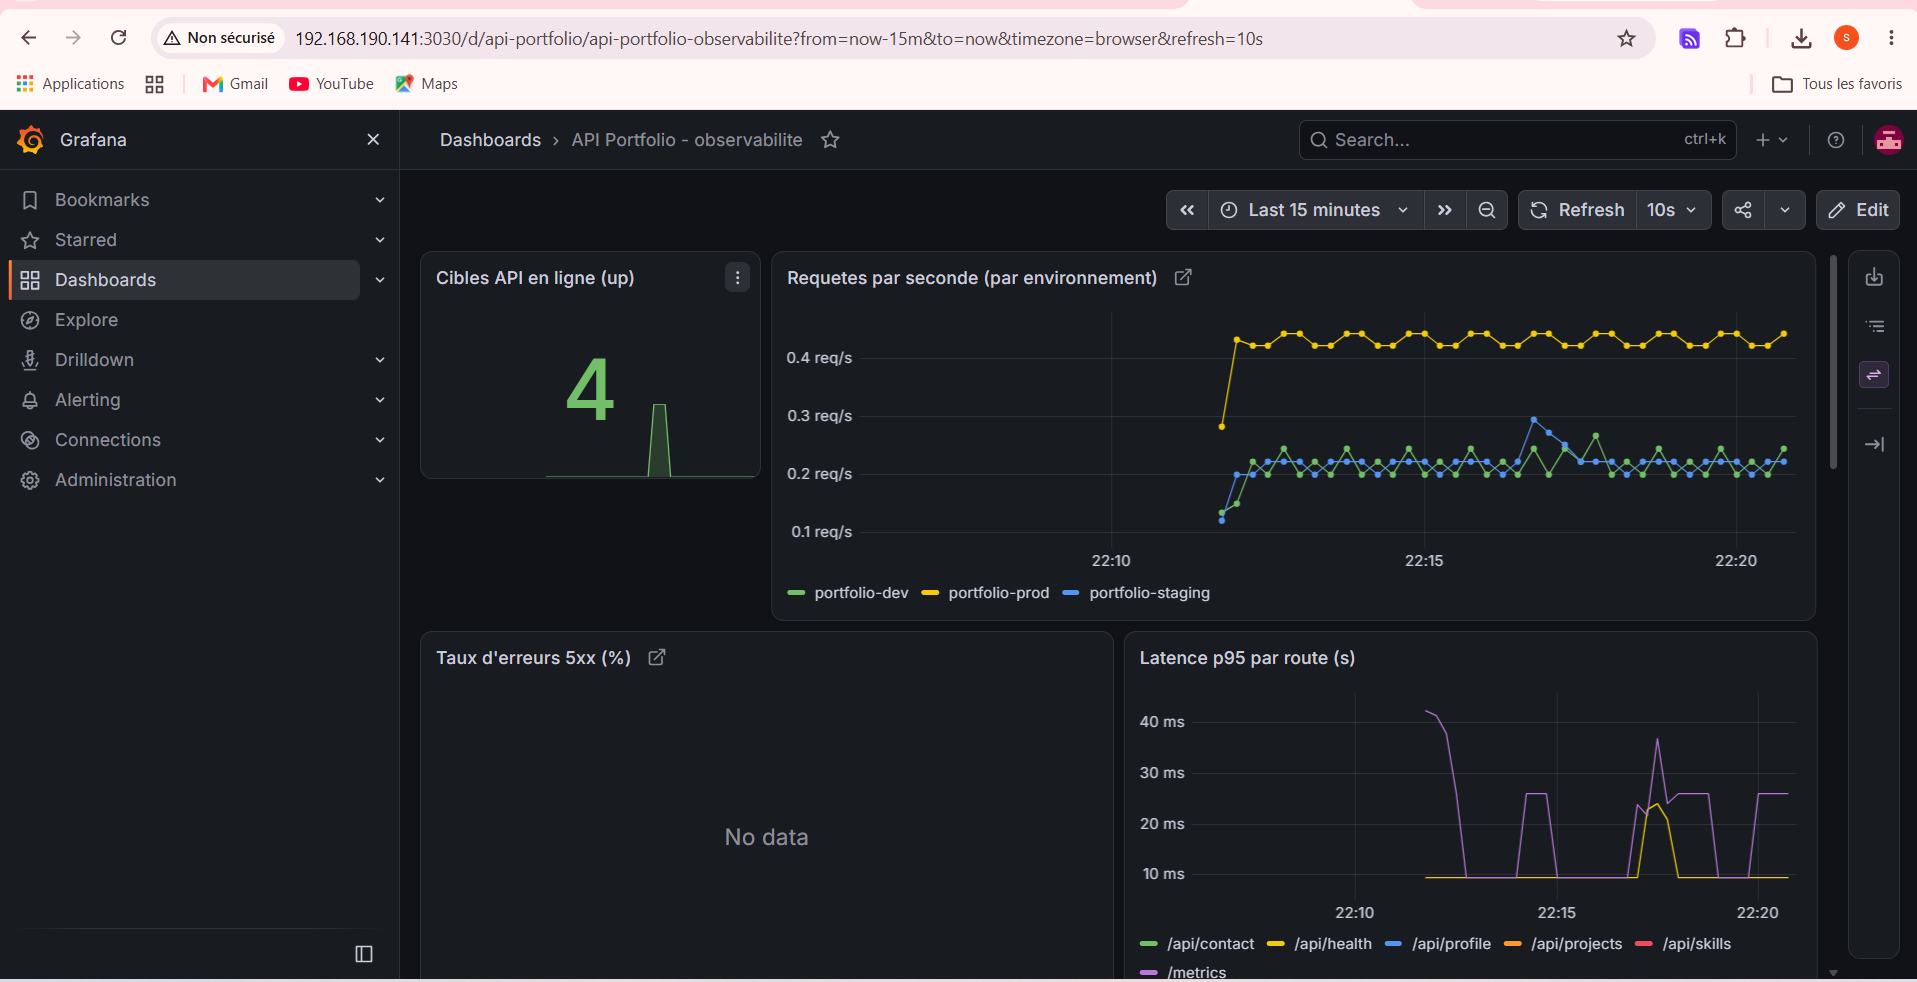 Non sécurisé 192.168.190.141:3030/d/api-portfolio/api-portfolio-observabilite?from=now-15m&to=now&timezone=browser&refresh=10s S
Applications Gmail YouTube Maps Tous les favoris
Grafana
Dashboards › API Portfolio - observabilite
Search... ctrl+k
Bookmarks
Starred
Dashboards
Explore
Drilldown
Alerting
Connections
Administration
Last 15 minutes Refresh 10s Edit
Cibles API en ligne (up)
4
Requetes par seconde (par environnement)
0.4 req/s
0.3 req/s
0.2 req/s
0.1 req/s
22:10 22:15 22:20
portfolio-dev portfolio-prod portfolio-staging
Taux d'erreurs 5xx (%)
No data
Latence p95 par route (s)
40 ms
30 ms
20 ms
10 ms
22:10 22:15 22:20
/api/contact /api/health /api/profile /api/projects /api/skills
/metrics